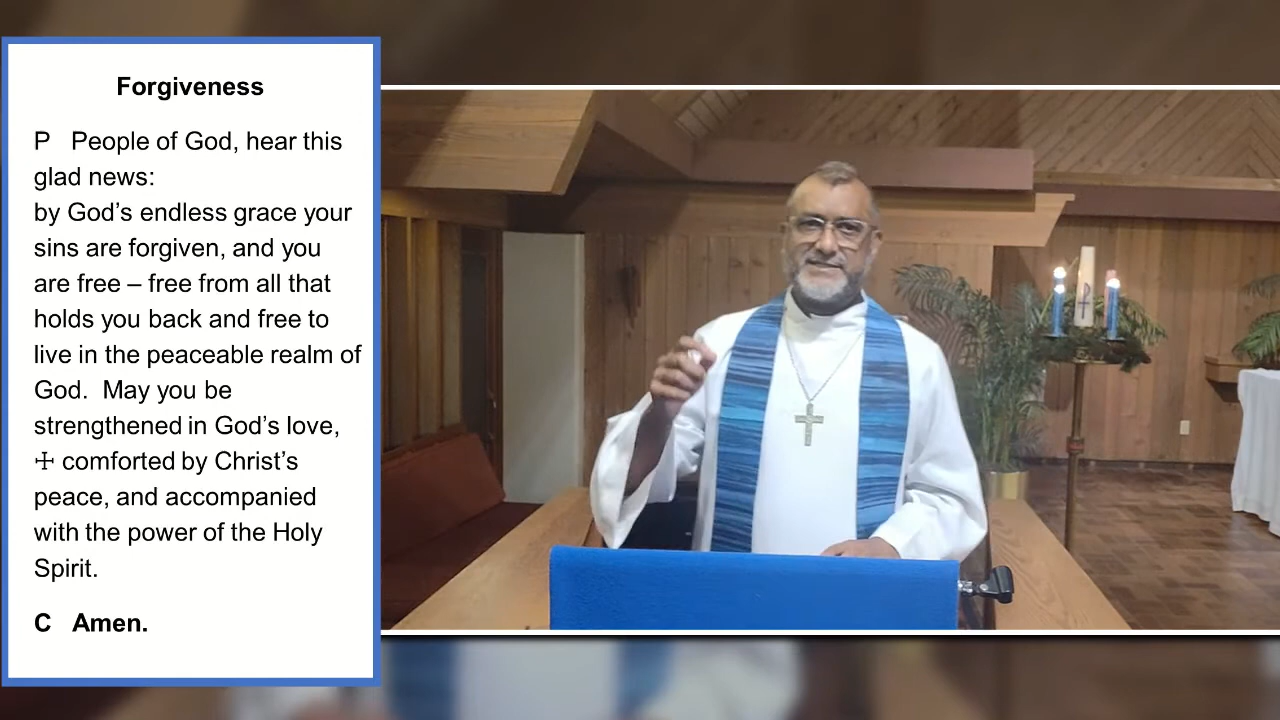 Forgiveness
P People of God, hear this
glad news:
by God’s endless grace your
sins are forgiven, and you
are free – free from all that
holds you back and free to
live in the peaceable realm of
God.  May you be
strengthened in God’s love,
☩ comforted by Christ’s
peace, and accompanied
with the power of the Holy
Spirit.
C Amen.